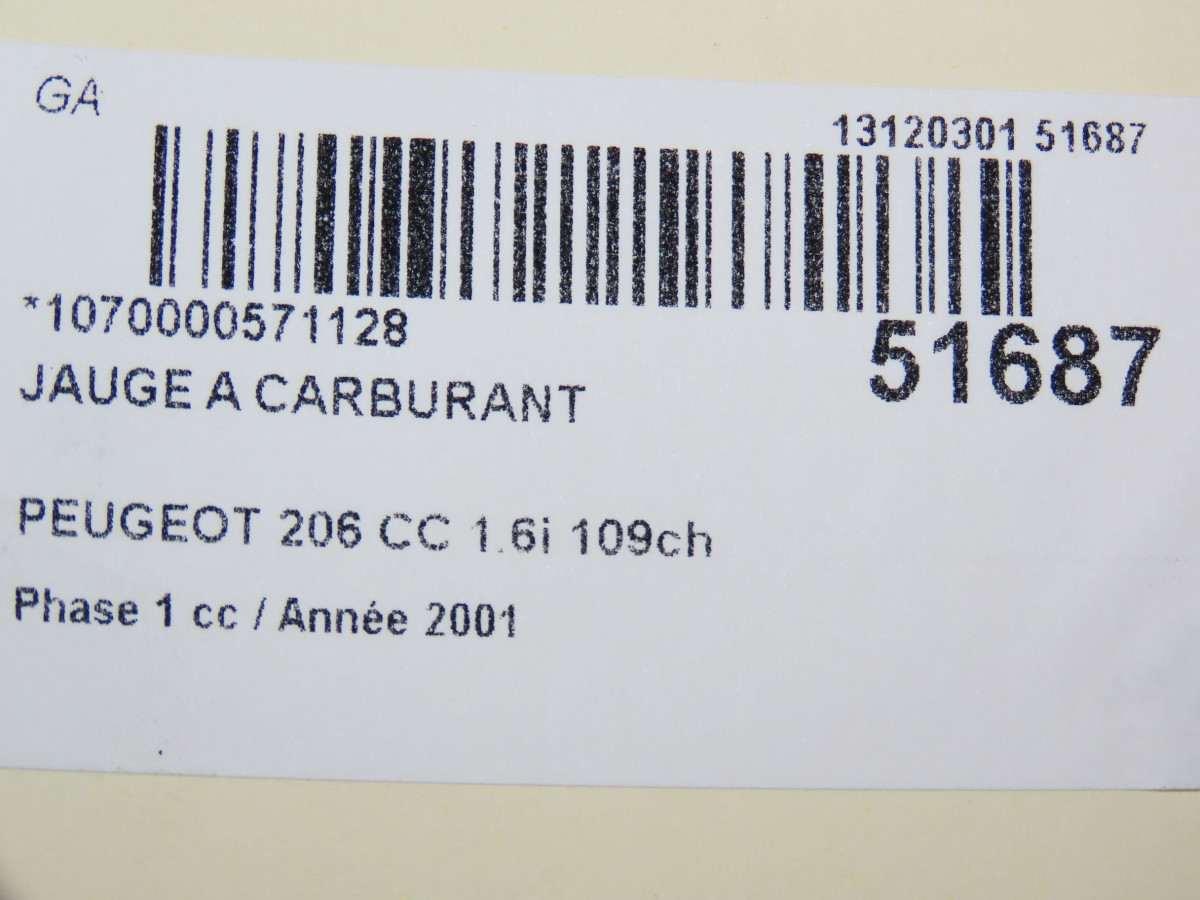 GA
13120301 51687
*1070000571128
51687
JAUGE A CARBURANT
PEUGEOT 206 CC 1.6i 109ch
Phase 1 cc / Année 2001